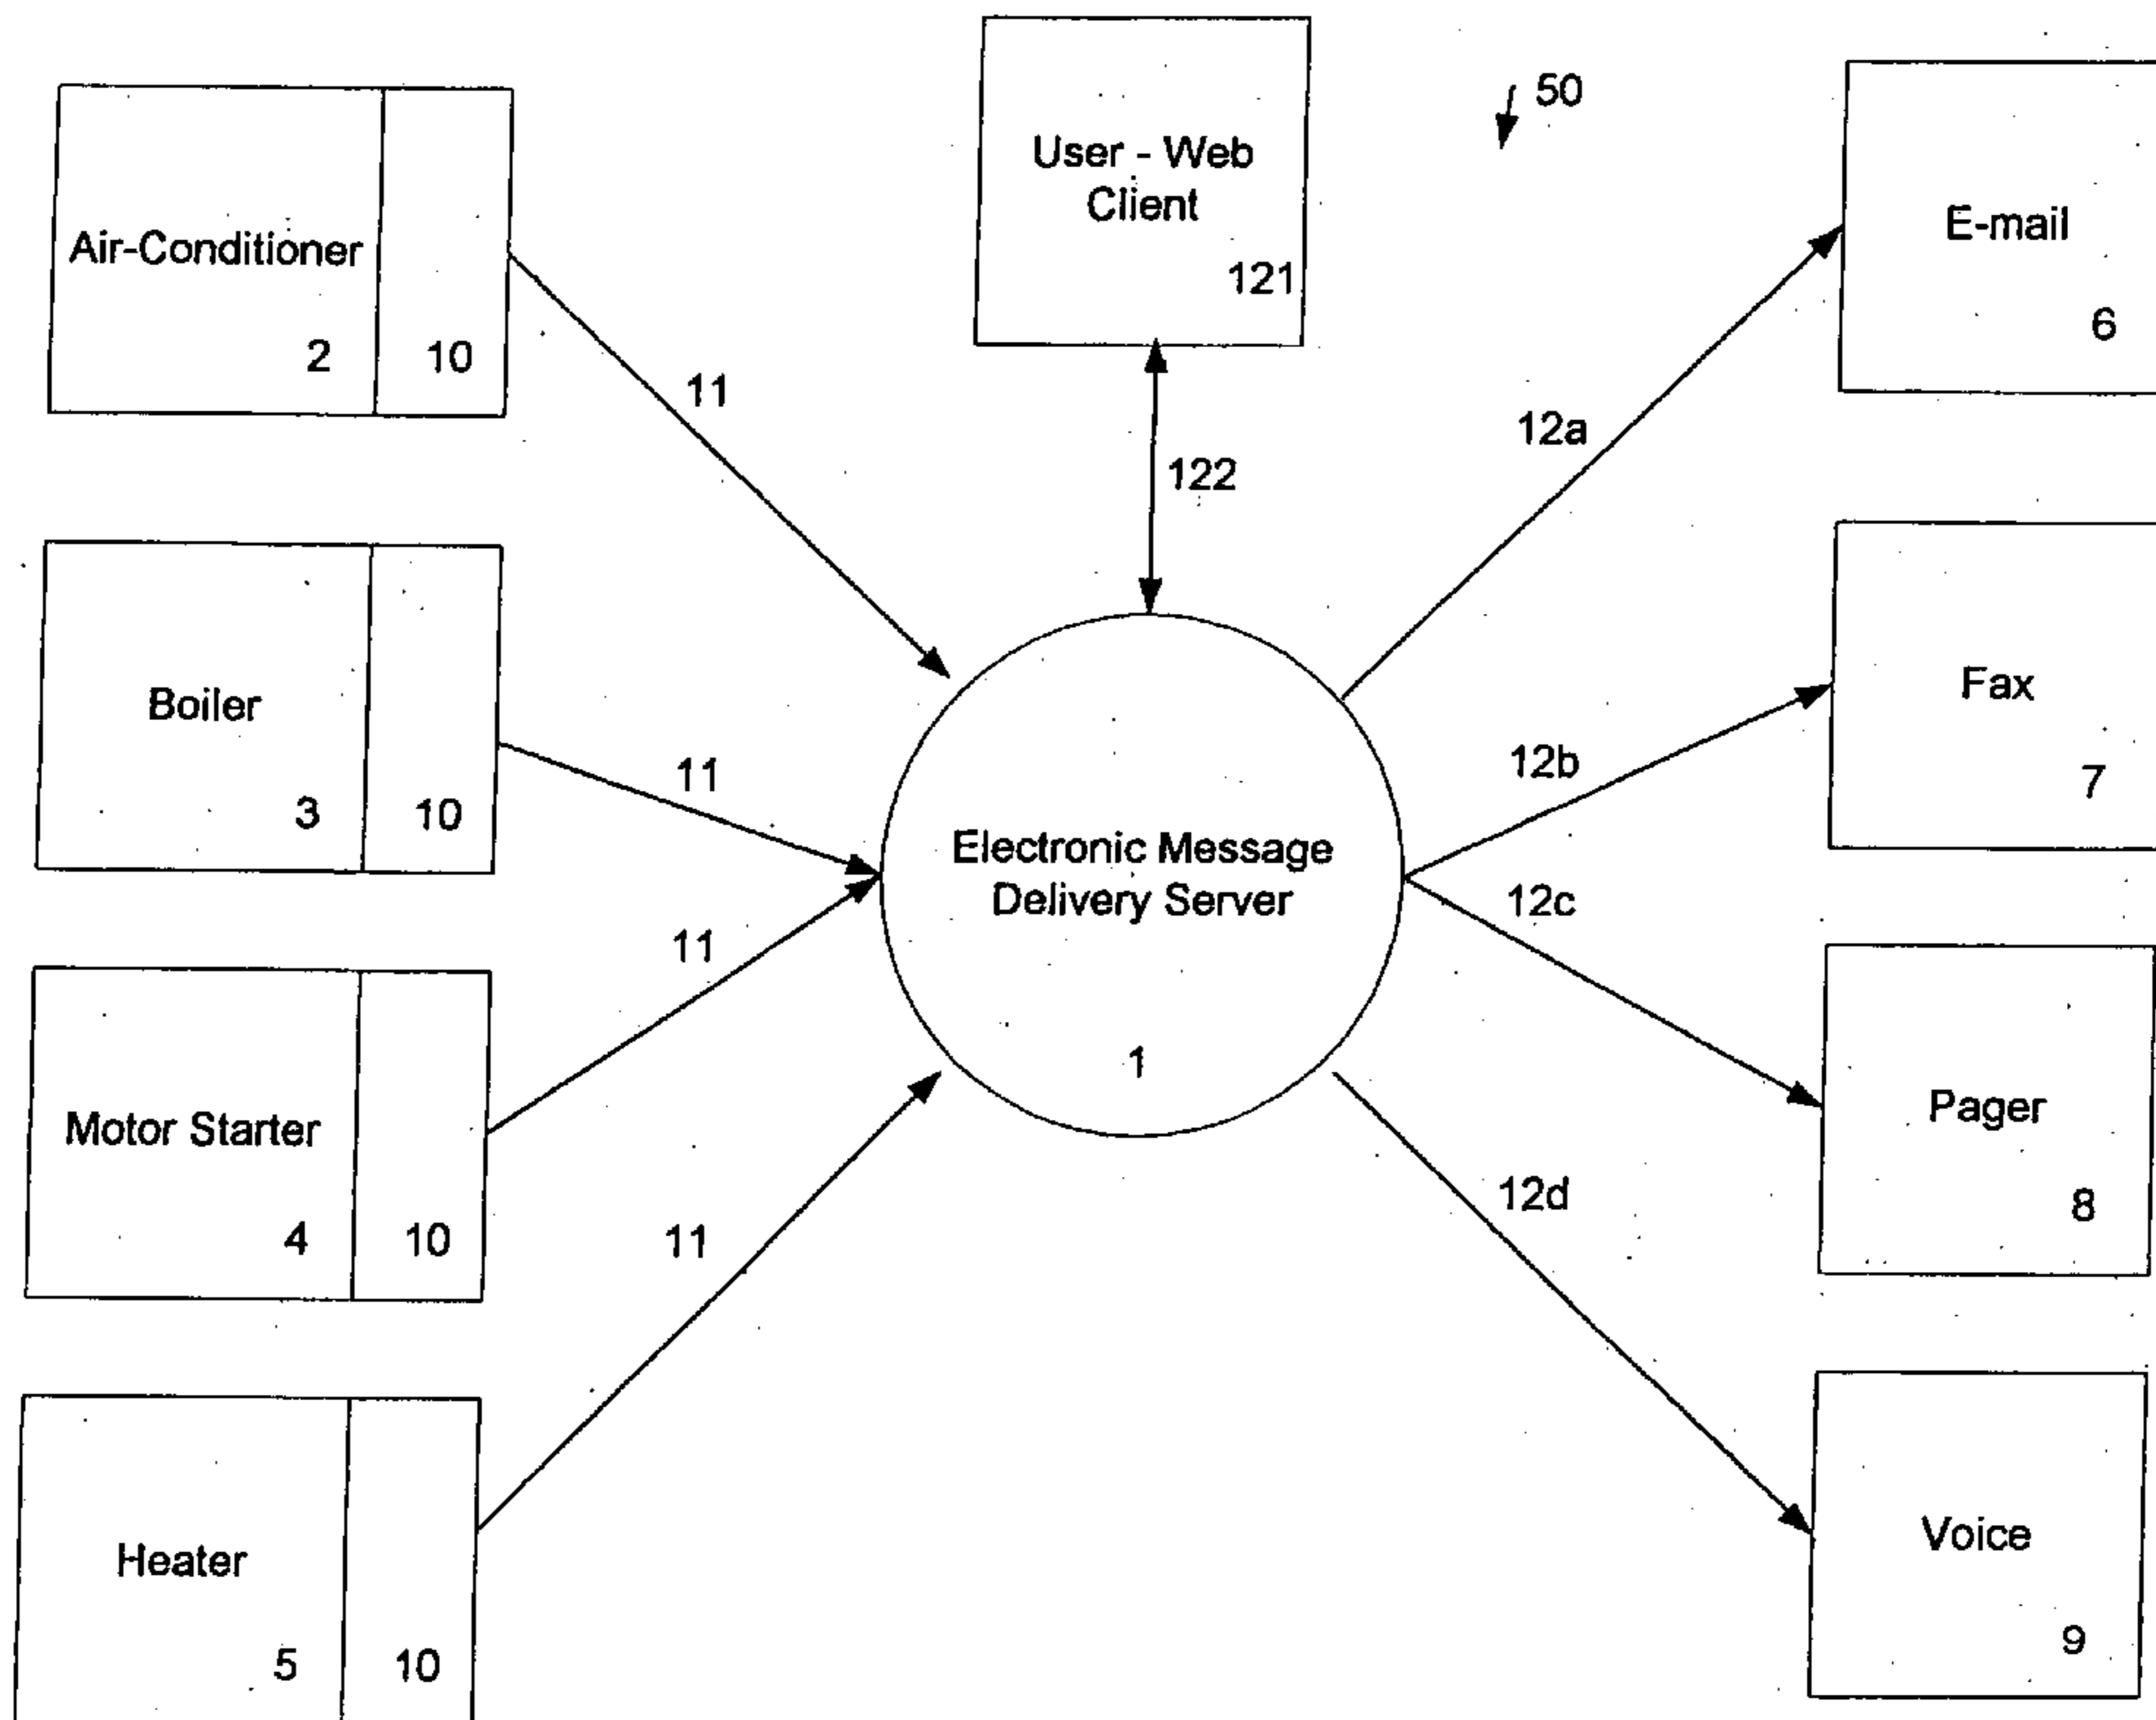 Air-Conditioner
2
10
11
User - Web
Client
121
122
50
E-mail
6
12a
Boiler
3
10
11
Electronic Message
Delivery Server
1
Fax
7
12b
Motor Starter
4
10
11
12c
Pager
8
Heater
5
10
11
12d
Voice
9